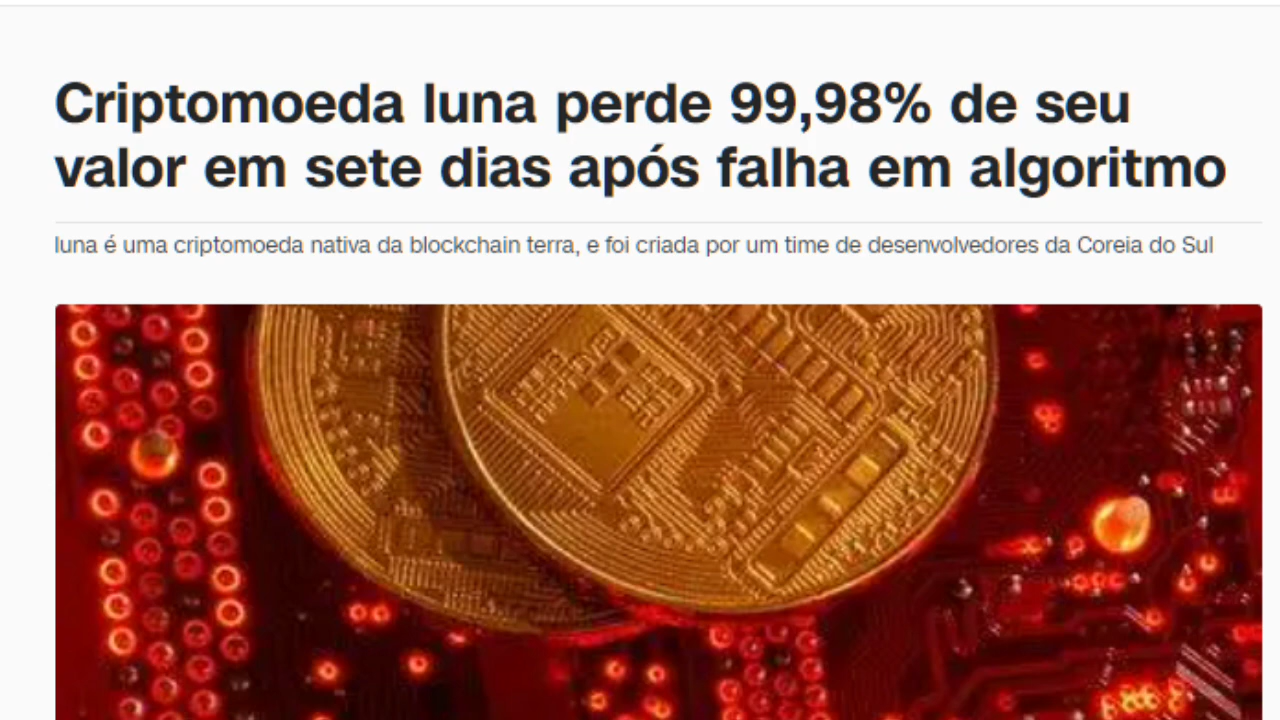 Criptomoeda luna perde 99,98% de seu
valor em sete dias após falha em algoritmo
luna é uma criptomoeda nativa da blockchain terra, e foi criada por um time de desenvolvedores da Coreia do Sul